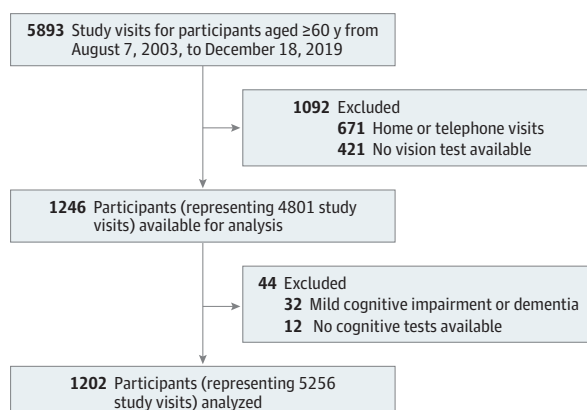 5893 Study visits for participants aged ≥60 y from
August 7, 2003, to December 18, 2019
1092 Excluded
671 Home or telephone visits
421 No vision test available
1246 Participants (representing 4801 study
visits) available for analysis
44 Excluded
32 Mild cognitive impairment or dementia
12 No cognitive tests available
1202 Participants (representing 5256
study visits) analyzed